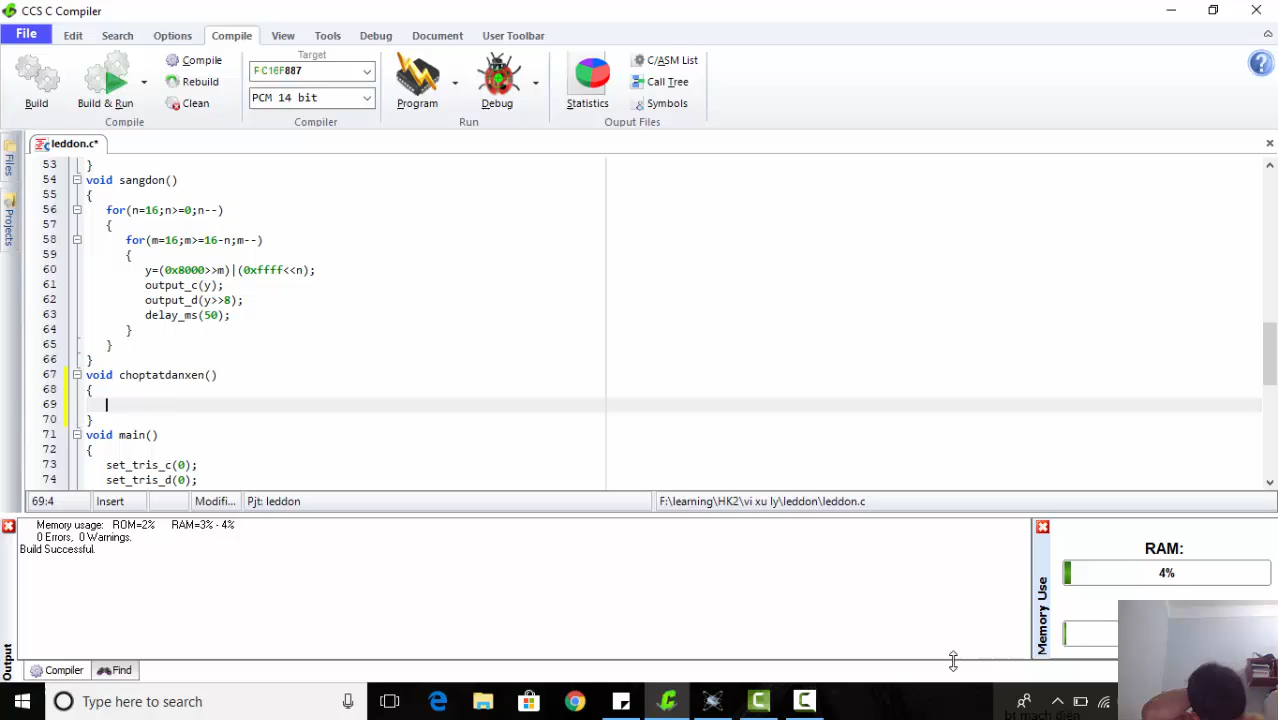 CCS C Compiler
File Edit Search Options Compile View Tools Debug Document User Toolbar
Build
Build & Run
Compile
Rebuild
Clean
Compile
Target
PIC16F887
PCM 14 bit
Compiler
Program
Debug
Run
Statistics
C/ASM List
Call Tree
Symbols
Ouput Files
Files
Projects
leddon.c*
53 }
54 void sangdon()
55 {
56 for(n=16;n>=0;n--)
57 {
58 for(m=16;m>=16-n;m--)
59 {
60 y=(0x8000>>m)|(0xffff<<n);
61 output_c(y);
62 output_d(y>>8);
63 delay_ms(50);
64 }
65 }
66 }
67 void choptatdanxen()
68 {
69
70 }
71 void main()
72 {
73 set_tris_c(0);
74 set_tris_d(0);
69:4 Insert Modifi... Pjt: leddon F:\learning\HK2\vi xu ly\leddon\leddon.c
Memory usage: ROM=2% RAM=3% - 4%
0 Errors, 0 Warnings.
Build Successful.
Output
Compiler Find
Memory Use
RAM:
4%
Type here to search
bt mach điện